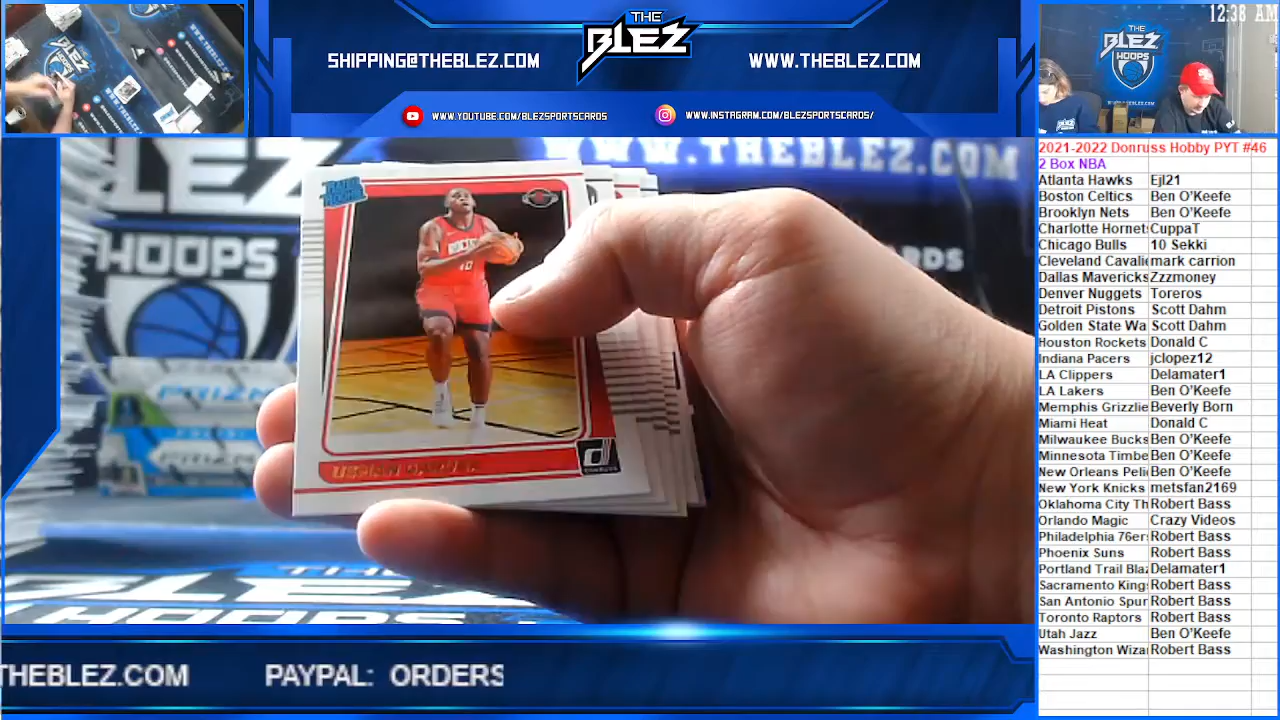 12:38 AM
THE
BLEZ
SHIPPING@THEBLEZ.COM
WWW.THEBLEZ.COM
WWW.YOUTUBE.COM/BLEZSPORTSCARDS
WWW.INSTAGRAM.COM/BLEZSPORTSCARDS/
THE
BLEZ
HOOPS
2021-2022 Donruss Hobby PYT #46
2 Box NBA
Atlanta Hawks Ejl21
Boston Celtics Ben O'Keefe
Brooklyn Nets Ben O'Keefe
Charlotte Hornet CuppaT
Chicago Bulls 10 Sekki
Cleveland Cavalie mark carrion
Dallas Mavericks Zzzmoney
Denver Nuggets Toreros
Detroit Pistons Scott Dahm
Golden State Wa Scott Dahm
Houston Rockets Donald C
Indiana Pacers jclopez12
LA Clippers Delamater1
LA Lakers Ben O'Keefe
Memphis Grizzlie Beverly Born
Miami Heat Donald C
Milwaukee Bucks Ben O'Keefe
Minnesota Timbe Ben O'Keefe
New Orleans Peli Ben O'Keefe
New York Knicks metsfan2169
Oklahoma City Th Robert Bass
Orlando Magic Crazy Videos
Philadelphia 76er Robert Bass
Phoenix Suns Robert Bass
Portland Trail Blaz Delamater1
Sacramento King Robert Bass
San Antonio Spur Robert Bass
Toronto Raptors Robert Bass
Utah Jazz Ben O'Keefe
Washington Wiza Robert Bass
WWW.THEBLEZ.COM
HOOPS
RATED
ROOKIE
ROCKETS
10
PRIZM
PRIZM
THE
HOOPS
THEBLEZ.COM PAYPAL: ORDERS